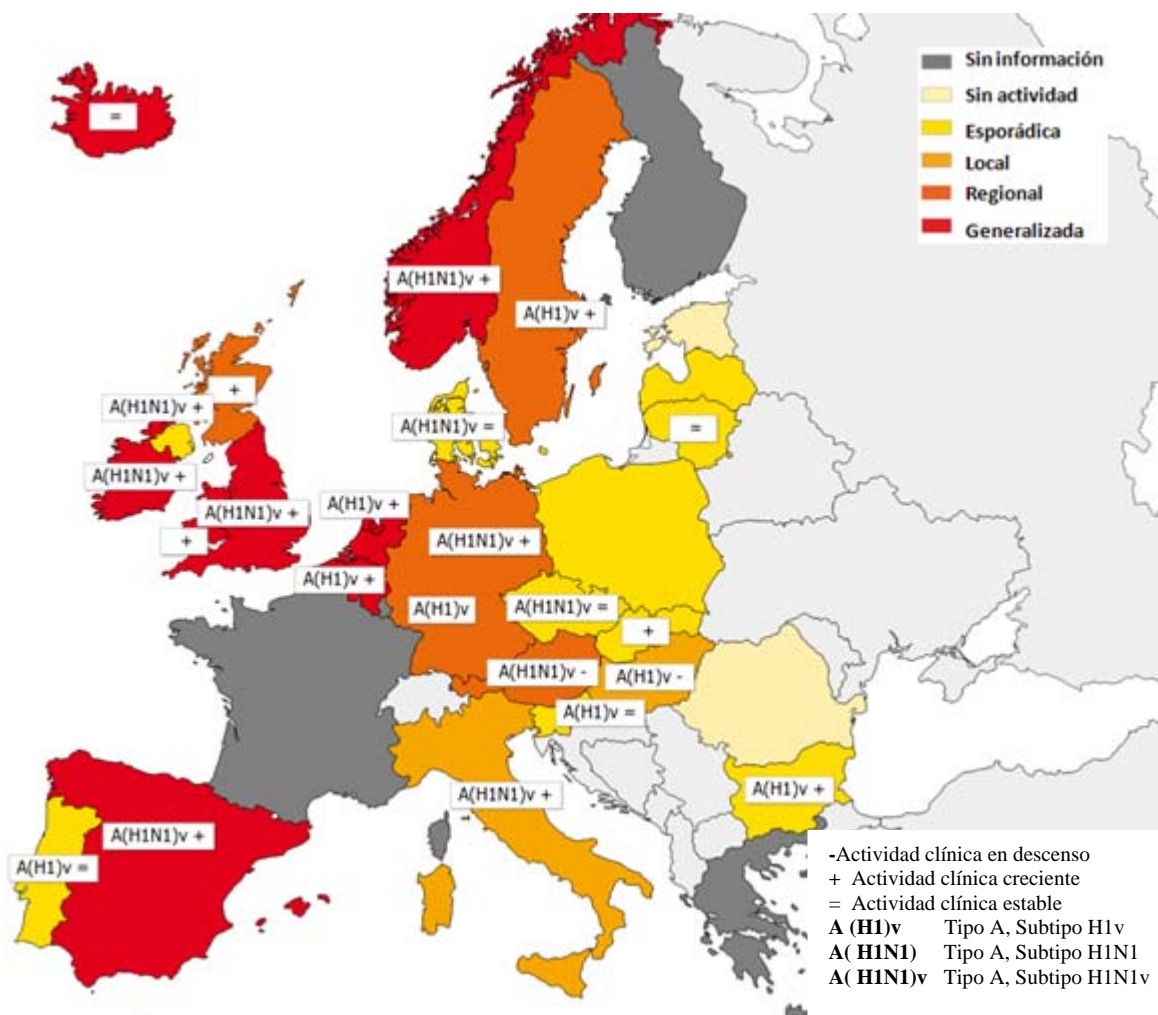 Sin información
Sin actividad
Esporádica
Local
Regional
Generalizada
=
A(H1N1)v +
A(H1)v +
+
A(H1N1)v +
A(H1N1)v =
=
A(H1N1)v +
A(H1)v +
A(H1N1)v +
+
A(H1N1)v +
A(H1)v +
A(H1)v
A(H1N1)v =
+
A(H1N1)v -
A(H1)v -
A(H1)v =
A(H1N1)v +
A(H1)v +
A(H1N1)v +
A(H1)v =
-Actividad clínica en descenso
+ Actividad clínica creciente
= Actividad clínica estable
A (H1)v Tipo A, Subtipo H1v
A( H1N1) Tipo A, Subtipo H1N1
A( H1N1)v Tipo A, Subtipo H1N1v